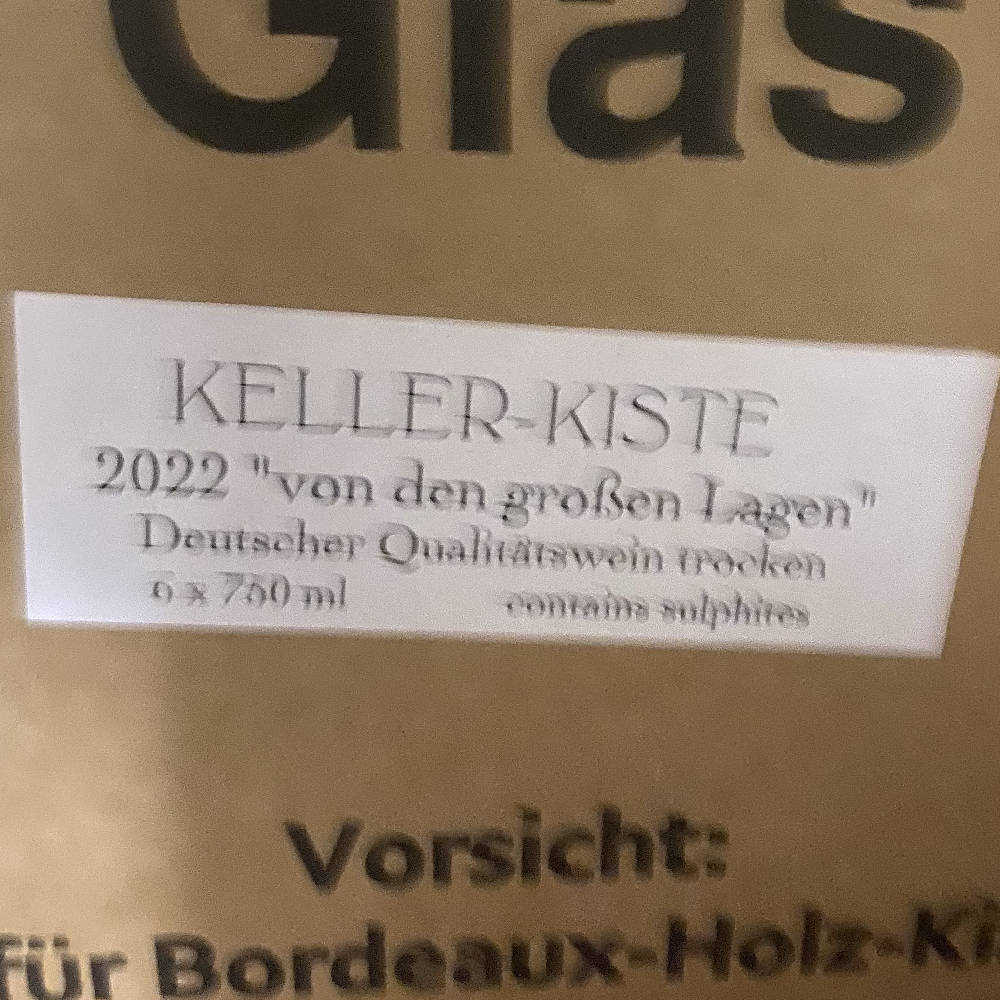 Glas
KELLER-KISTE
2022 "von den großen Lagen"
Deutscher Qualitätswein trocken
6 x 750 ml contains sulphites
Vorsicht:
für Bordeaux-Holz-Ki